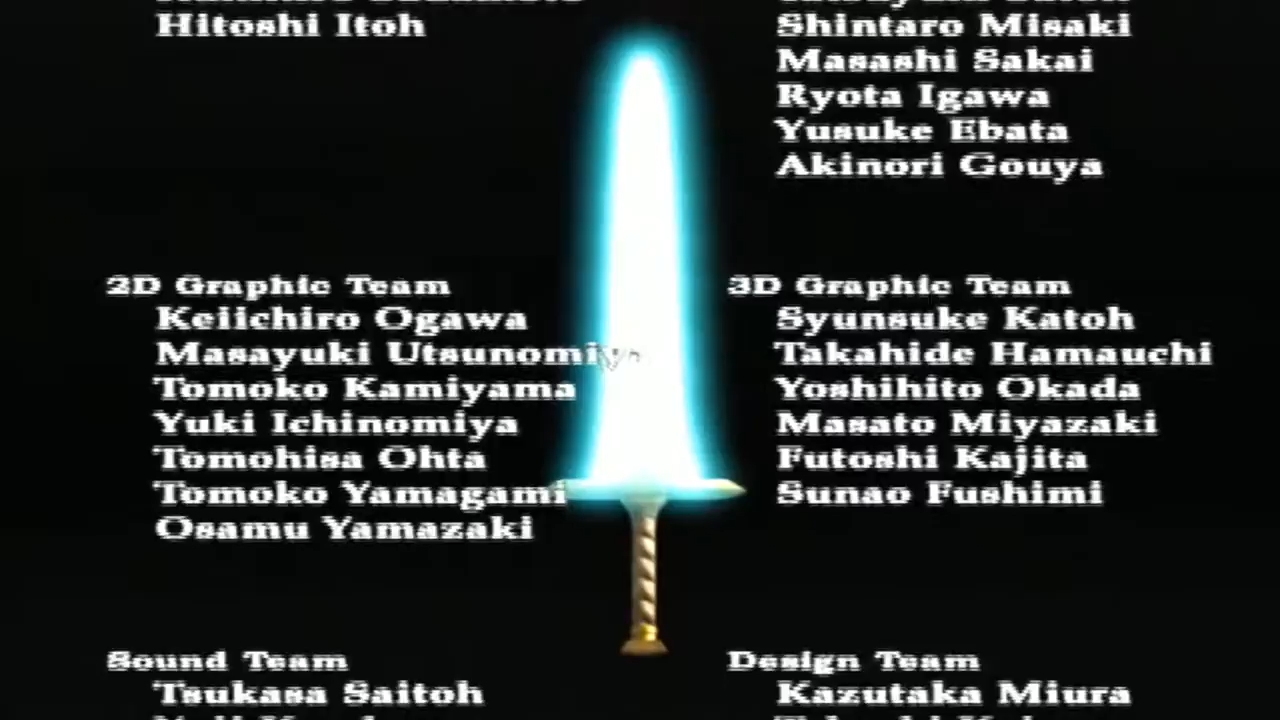 Hitoshi Itoh
Shintaro Misaki
Masashi Sakai
Ryota Igawa
Yusuke Ebata
Akinori Gouya
2D Graphic Team
Keiichiro Ogawa
Masayuki Utsunomiya
Tomoko Kamiyama
Yuki Ichinomiya
Tomohisa Ohta
Tomoko Yamagami
Osamu Yamazaki
3D Graphic Team
Syunsuke Katoh
Takahide Hamauchi
Yoshihito Okada
Masato Miyazaki
Futoshi Kajita
Sunao Fushimi
Sound Team
Tsukasa Saitoh
Design Team
Kazutaka Miura